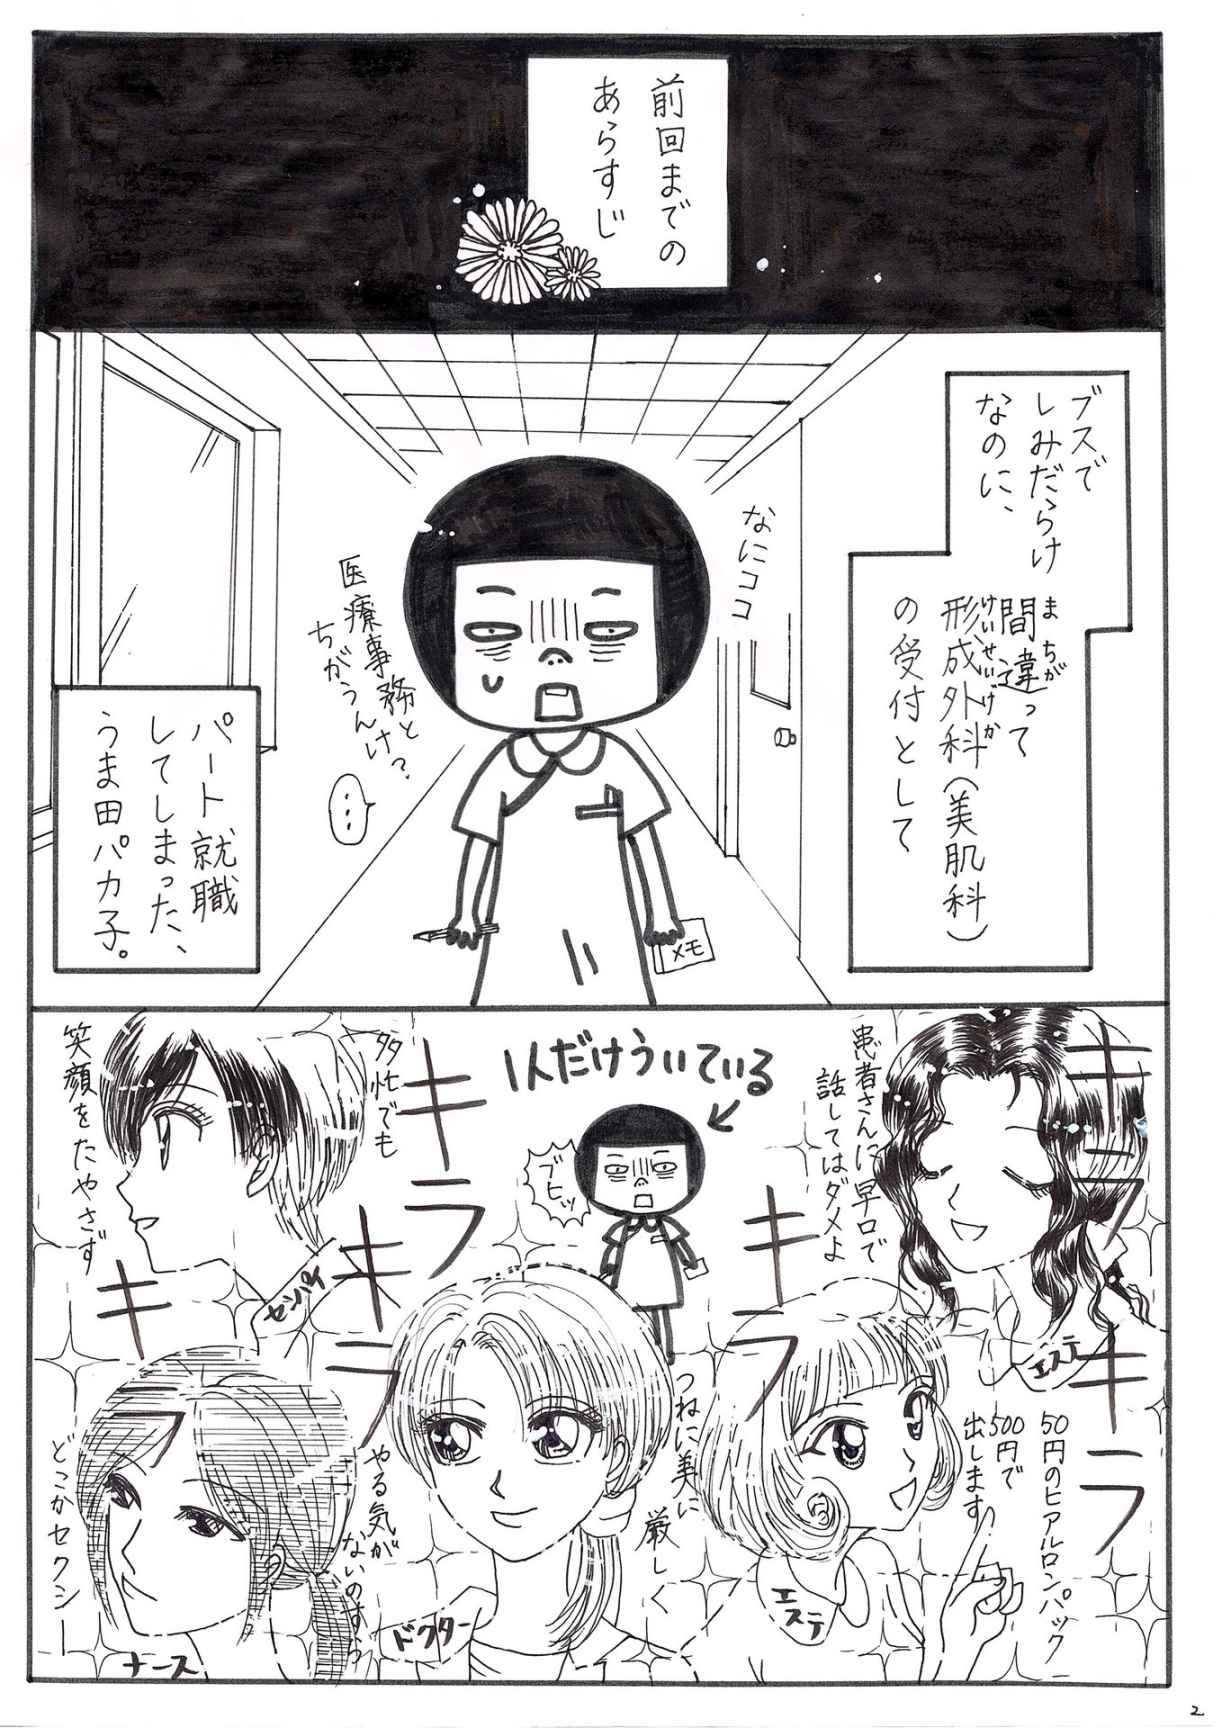 前回までの
あらすじ
ブスで
しみだらけ
なのに、
間違って
まちが
形成外科(美肌科)
けいせいげか
の受付として
なにココ
医療事務と
ちがうんけ?
…
メモ
パート就職
してしまった、
うま田パカ子。
キラキラ
患者さんに早口で
話してはダメよ
エステ
1人だけういている
ブヒッ
キラ
多忙でも
笑顔をたやさず
センパイ
キラ
キラ
キラ
50円のヒアルロンパック
500円で
出します
エステ
つねに美に
厳しく
ドクター
やる気が
ないのすら
どこかセクシー
ナース
2